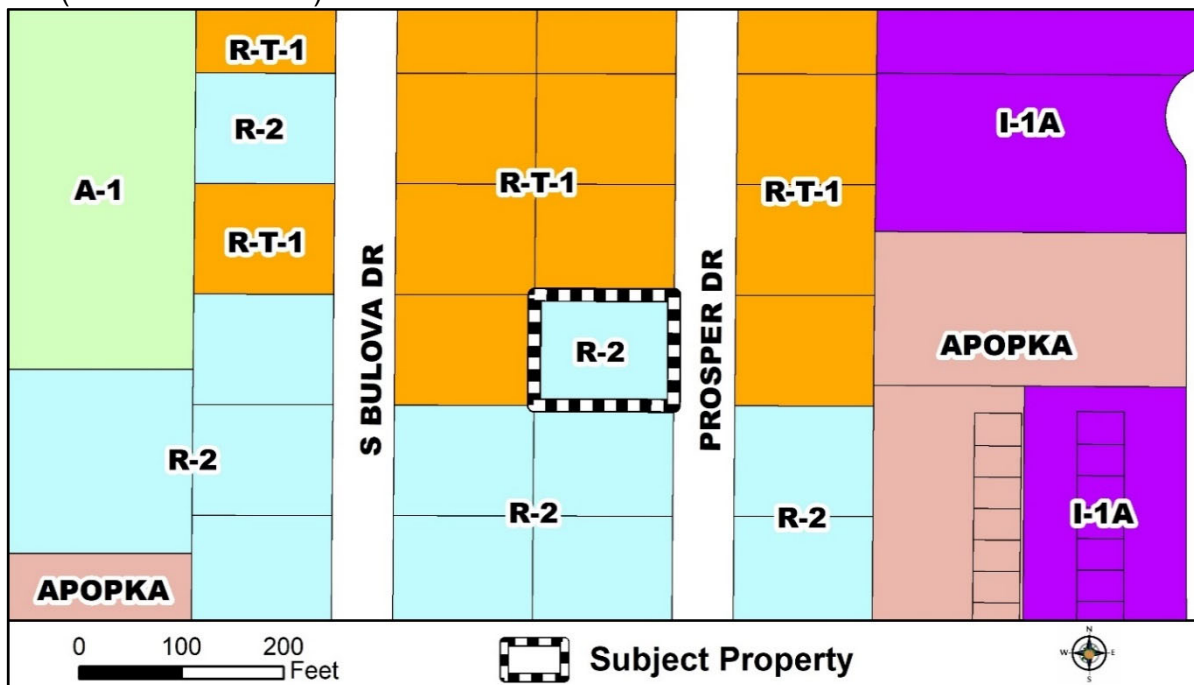 R-T-1
R-2
A-1
R-T-1
R-2
APOPKA
S BULOVA DR
R-T-1
R-2
R-2
PROSPER DR
R-T-1
R-2
I-1A
APOPKA
I-1A
0 100 200
Feet
Subject Property
N
W E
S